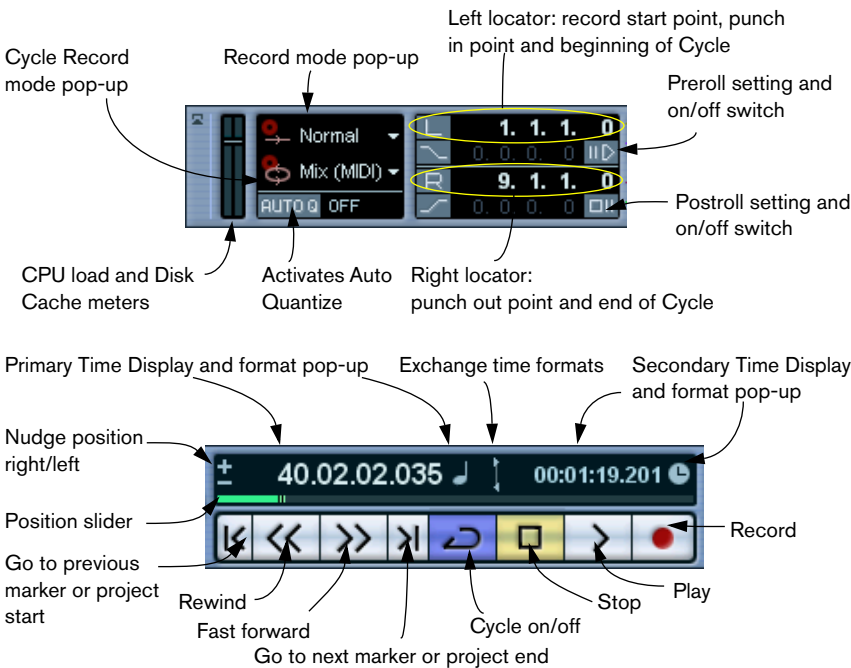 Left locator: record start point, punch
in point and beginning of Cycle
Cycle Record
mode pop-up
Record mode pop-up
Preroll setting and
on/off switch
Normal
L 1. 1. 1. 0
0. 0. 0. 0
Mix (MIDI)
R 9. 1. 1. 0
AUTO Q OFF
0. 0. 0. 0
Postroll setting and
on/off switch
CPU load and Disk
Cache meters
Activates Auto
Quantize
Right locator:
punch out point and end of Cycle
Primary Time Display and format pop-up
Exchange time formats
Secondary Time Display
and format pop-up
Nudge position
right/left
40.02.02.035
00:01:19.201
Position slider
Record
Go to previous
marker or project
start
Rewind
Fast forward
Go to next marker or project end
Cycle on/off
Stop
Play